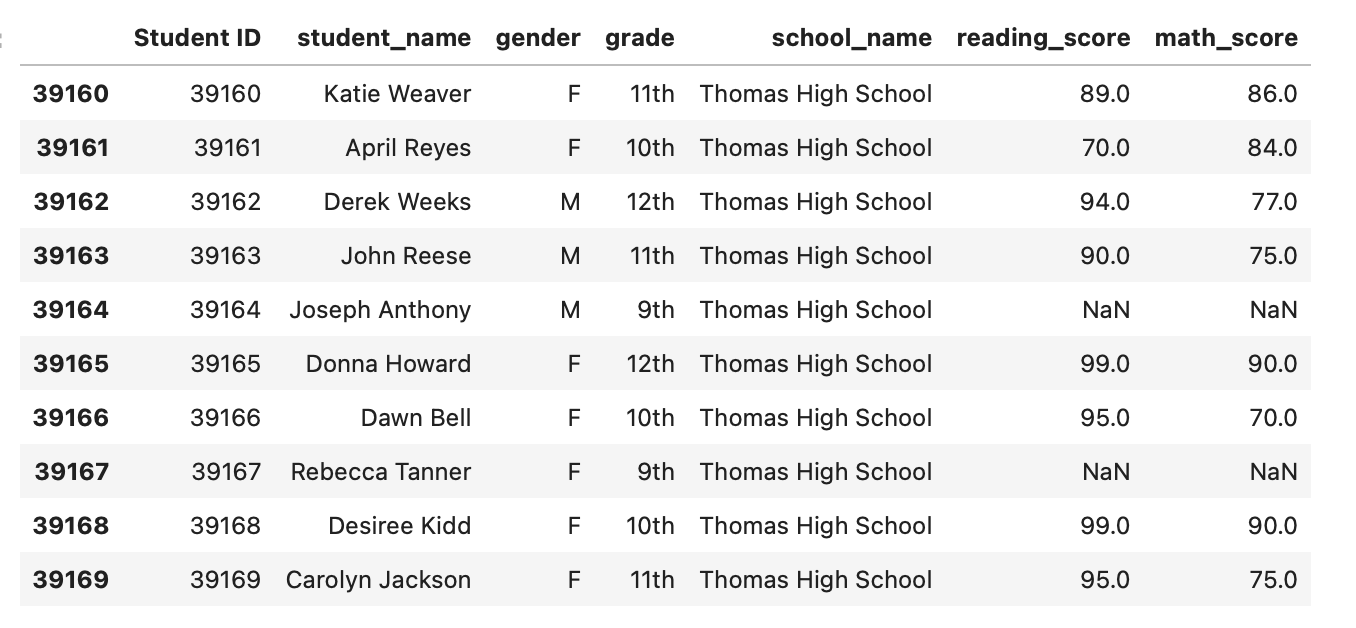 Student ID student_name gender grade school_name reading_score math_score
39160 39160 Katie Weaver F 11th Thomas High School 89.0 86.0
39161 39161 April Reyes F 10th Thomas High School 70.0 84.0
39162 39162 Derek Weeks M 12th Thomas High School 94.0 77.0
39163 39163 John Reese M 11th Thomas High School 90.0 75.0
39164 39164 Joseph Anthony M 9th Thomas High School NaN NaN
39165 39165 Donna Howard F 12th Thomas High School 99.0 90.0
39166 39166 Dawn Bell F 10th Thomas High School 95.0 70.0
39167 39167 Rebecca Tanner F 9th Thomas High School NaN NaN
39168 39168 Desiree Kidd F 10th Thomas High School 99.0 90.0
39169 39169 Carolyn Jackson F 11th Thomas High School 95.0 75.0